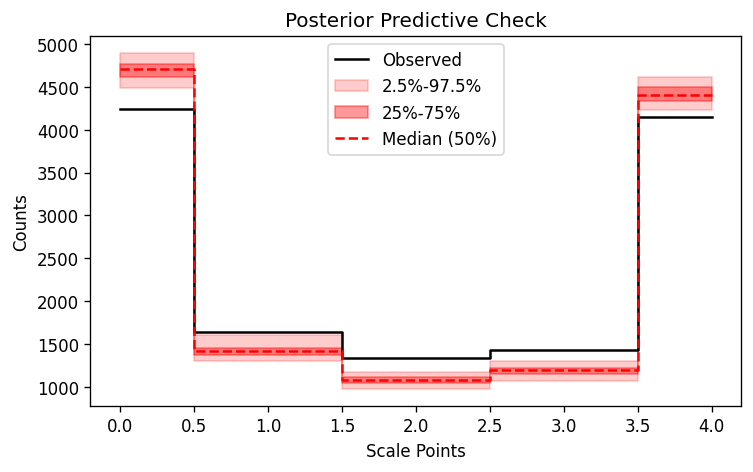 Posterior Predictive Check
Counts
5000
4500
4000
3500
3000
2500
2000
1500
1000
Observed
2.5%-97.5%
25%-75%
Median (50%)
0.0 0.5 1.0 1.5 2.0 2.5 3.0 3.5 4.0
Scale Points